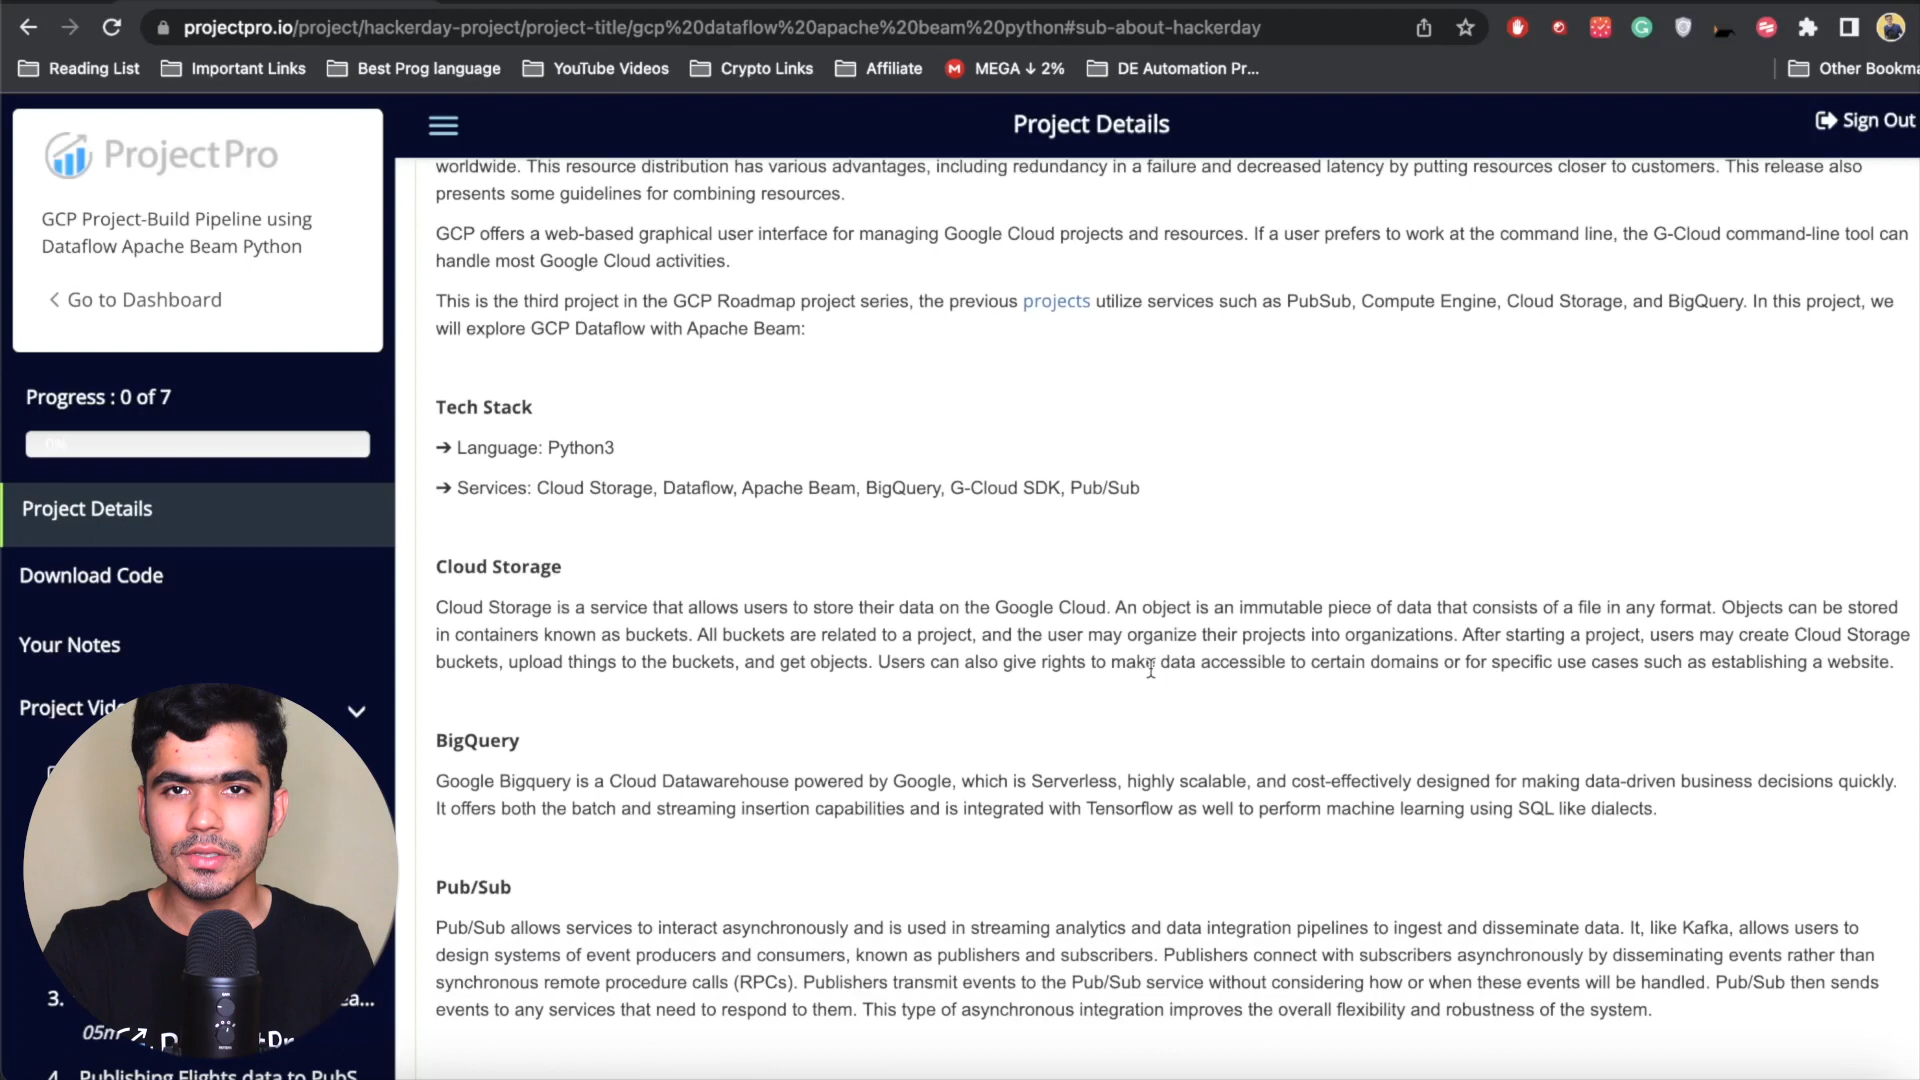 projectpro.io/project/hackerday-project/project-title/gcp%20dataflow%20apache%20beam%20python#sub-about-hackerday
Reading List
Important Links
Best Prog language
YouTube Videos
Crypto Links
Affiliate
MEGA ↓ 2%
DE Automation Pr...
Other Bookma
ProjectPro
GCP Project-Build Pipeline using
Dataflow Apache Beam Python
< Go to Dashboard
Progress : 0 of 7
0%
Project Details
Download Code
Your Notes
Project Vid
3. ea...
05m
4. Publishing Flights data to PubS
Project Details
Sign Out
worldwide. This resource distribution has various advantages, including redundancy in a failure and decreased latency by putting resources closer to customers. This release also
presents some guidelines for combining resources.
GCP offers a web-based graphical user interface for managing Google Cloud projects and resources. If a user prefers to work at the command line, the G-Cloud command-line tool can
handle most Google Cloud activities.
This is the third project in the GCP Roadmap project series, the previous projects utilize services such as PubSub, Compute Engine, Cloud Storage, and BigQuery. In this project, we
will explore GCP Dataflow with Apache Beam:
Tech Stack
➔ Language: Python3
➔ Services: Cloud Storage, Dataflow, Apache Beam, BigQuery, G-Cloud SDK, Pub/Sub
Cloud Storage
Cloud Storage is a service that allows users to store their data on the Google Cloud. An object is an immutable piece of data that consists of a file in any format. Objects can be stored
in containers known as buckets. All buckets are related to a project, and the user may organize their projects into organizations. After starting a project, users may create Cloud Storage
buckets, upload things to the buckets, and get objects. Users can also give rights to make data accessible to certain domains or for specific use cases such as establishing a website.
BigQuery
Google Bigquery is a Cloud Datawarehouse powered by Google, which is Serverless, highly scalable, and cost-effectively designed for making data-driven business decisions quickly.
It offers both the batch and streaming insertion capabilities and is integrated with Tensorflow as well to perform machine learning using SQL like dialects.
Pub/Sub
Pub/Sub allows services to interact asynchronously and is used in streaming analytics and data integration pipelines to ingest and disseminate data. It, like Kafka, allows users to
design systems of event producers and consumers, known as publishers and subscribers. Publishers connect with subscribers asynchronously by disseminating events rather than
synchronous remote procedure calls (RPCs). Publishers transmit events to the Pub/Sub service without considering how or when these events will be handled. Pub/Sub then sends
events to any services that need to respond to them. This type of asynchronous integration improves the overall flexibility and robustness of the system.